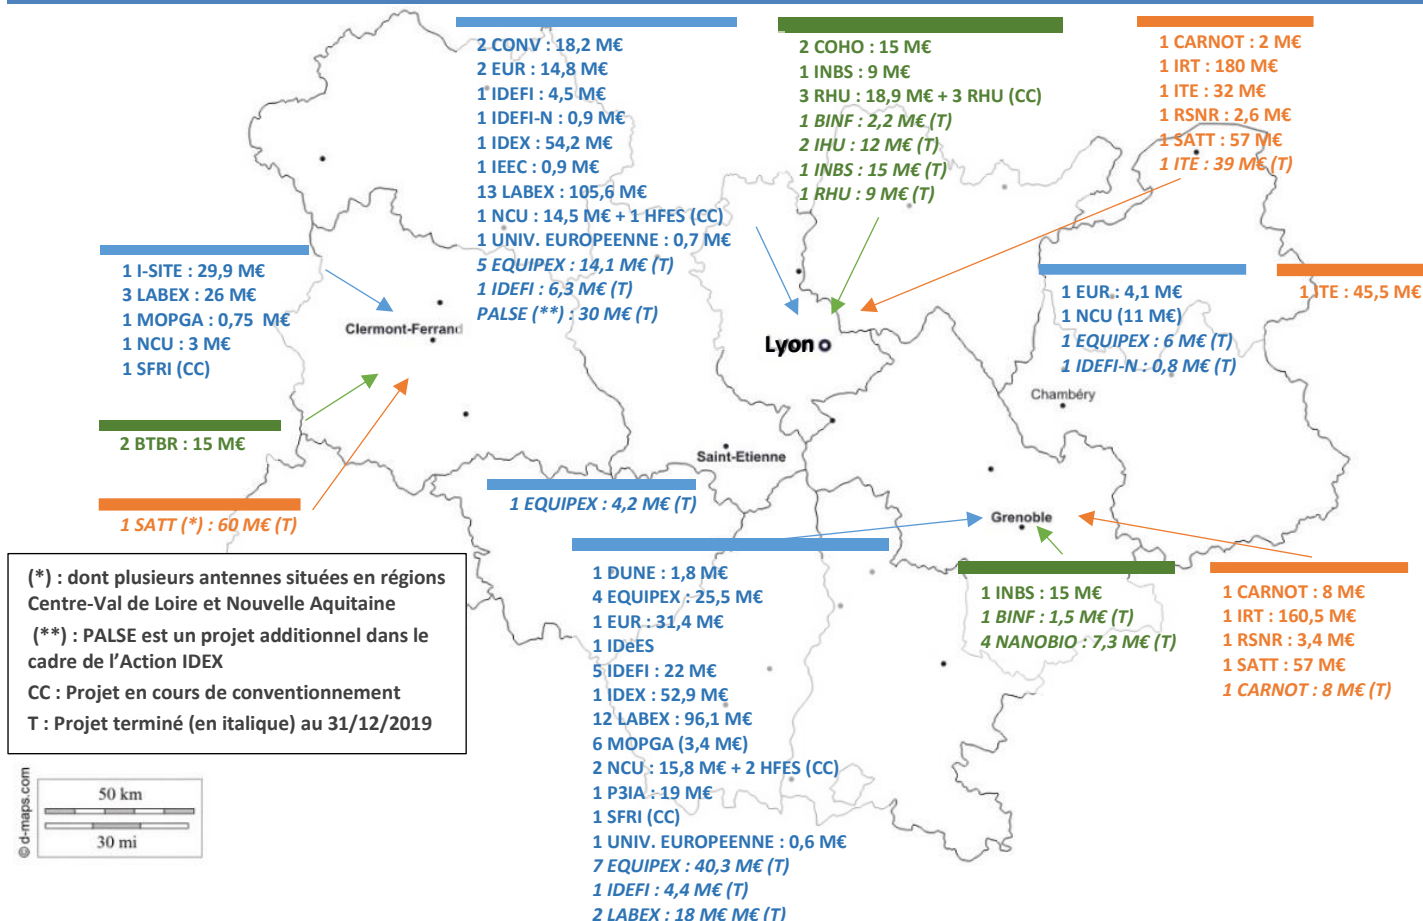 2 CONV : 18,2 M€
2 EUR : 14,8 M€
1 IDEFI : 4,5 M€
1 IDEFI-N : 0,9 M€
1 IDEX : 54,2 M€
1 IEEC : 0,9 M€
13 LABEX : 105,6 M€
1 NCU : 14,5 M€ + 1 HFES (CC)
1 UNIV. EUROPEENNE : 0,7 M€
5 EQUIPEX : 14,1 M€ (T)
1 IDEFI : 6,3 M€ (T)
PALSE (**) : 30 M€ (T)
2 COHO : 15 M€
1 INBS : 9 M€
3 RHU : 18,9 M€ + 3 RHU (CC)
1 BINF : 2,2 M€ (T)
2 IHU : 12 M€ (T)
1 INBS : 15 M€ (T)
1 RHU : 9 M€ (T)
1 CARNOT : 2 M€
1 IRT : 180 M€
1 ITE : 32 M€
1 RSNR : 2,6 M€
1 SATT : 57 M€
1 ITE : 39 M€ (T)
1 I-SITE : 29,9 M€
3 LABEX : 26 M€
1 MOPGA : 0,75 M€
1 NCU : 3 M€
1 SFRI (CC)
Clermont-Ferrand
Lyon
1 EUR : 4,1 M€
1 NCU (11 M€)
1 EQUIPEX : 6 M€ (T)
1 IDEFI-N : 0,8 M€ (T)
1 ITE : 45,5 M€
Chambéry
2 BTBR : 15 M€
Saint-Etienne
1 SATT (*) : 60 M€ (T)
1 EQUIPEX : 4,2 M€ (T)
Grenoble
(*) : dont plusieurs antennes situées en régions
Centre-Val de Loire et Nouvelle Aquitaine
(**) : PALSE est un projet additionnel dans le
cadre de l'Action IDEX
CC : Projet en cours de conventionnement
T : Projet terminé (en italique) au 31/12/2019
1 DUNE : 1,8 M€
4 EQUIPEX : 25,5 M€
1 EUR : 31,4 M€
1 IDéES
5 IDEFI : 22 M€
1 IDEX : 52,9 M€
12 LABEX : 96,1 M€
6 MOPGA (3,4 M€)
2 NCU : 15,8 M€ + 2 HFES (CC)
1 P3IA : 19 M€
1 SFRI (CC)
1 UNIV. EUROPEENNE : 0,6 M€
7 EQUIPEX : 40,3 M€ (T)
1 IDEFI : 4,4 M€ (T)
2 LABEX : 18 M€ M€ (T)
1 INBS : 15 M€
1 BINF : 1,5 M€ (T)
4 NANOBIO : 7,3 M€ (T)
1 CARNOT : 8 M€
1 IRT : 160,5 M€
1 RSNR : 3,4 M€
1 SATT : 57 M€
1 CARNOT : 8 M€ (T)
© d-maps.com
50 km
30 mi